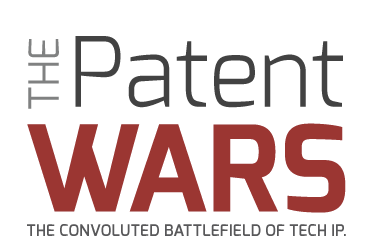 THE
Patent
WARS
THE CONVOLUTED BATTLEFIELD OF TECH IP.